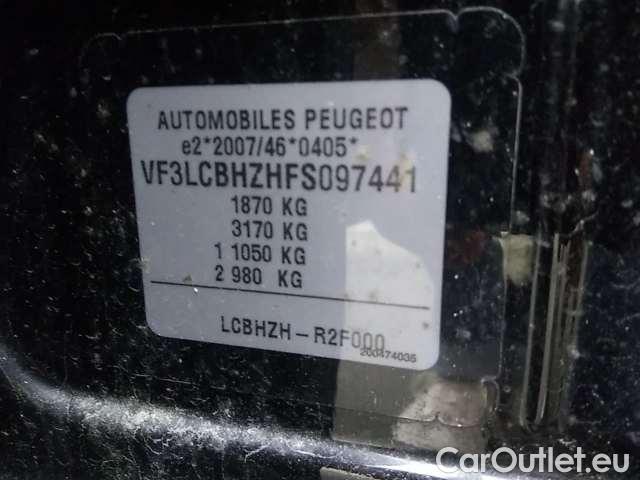 AUTOMOBILES PEUGEOT
e2*2007/46*0405*
VF3LCBHZHFS097441
1870 KG
3170 KG
1 1050 KG
2 980 KG
LCBHZH-R2F000
200474035
CarOutlet.eu